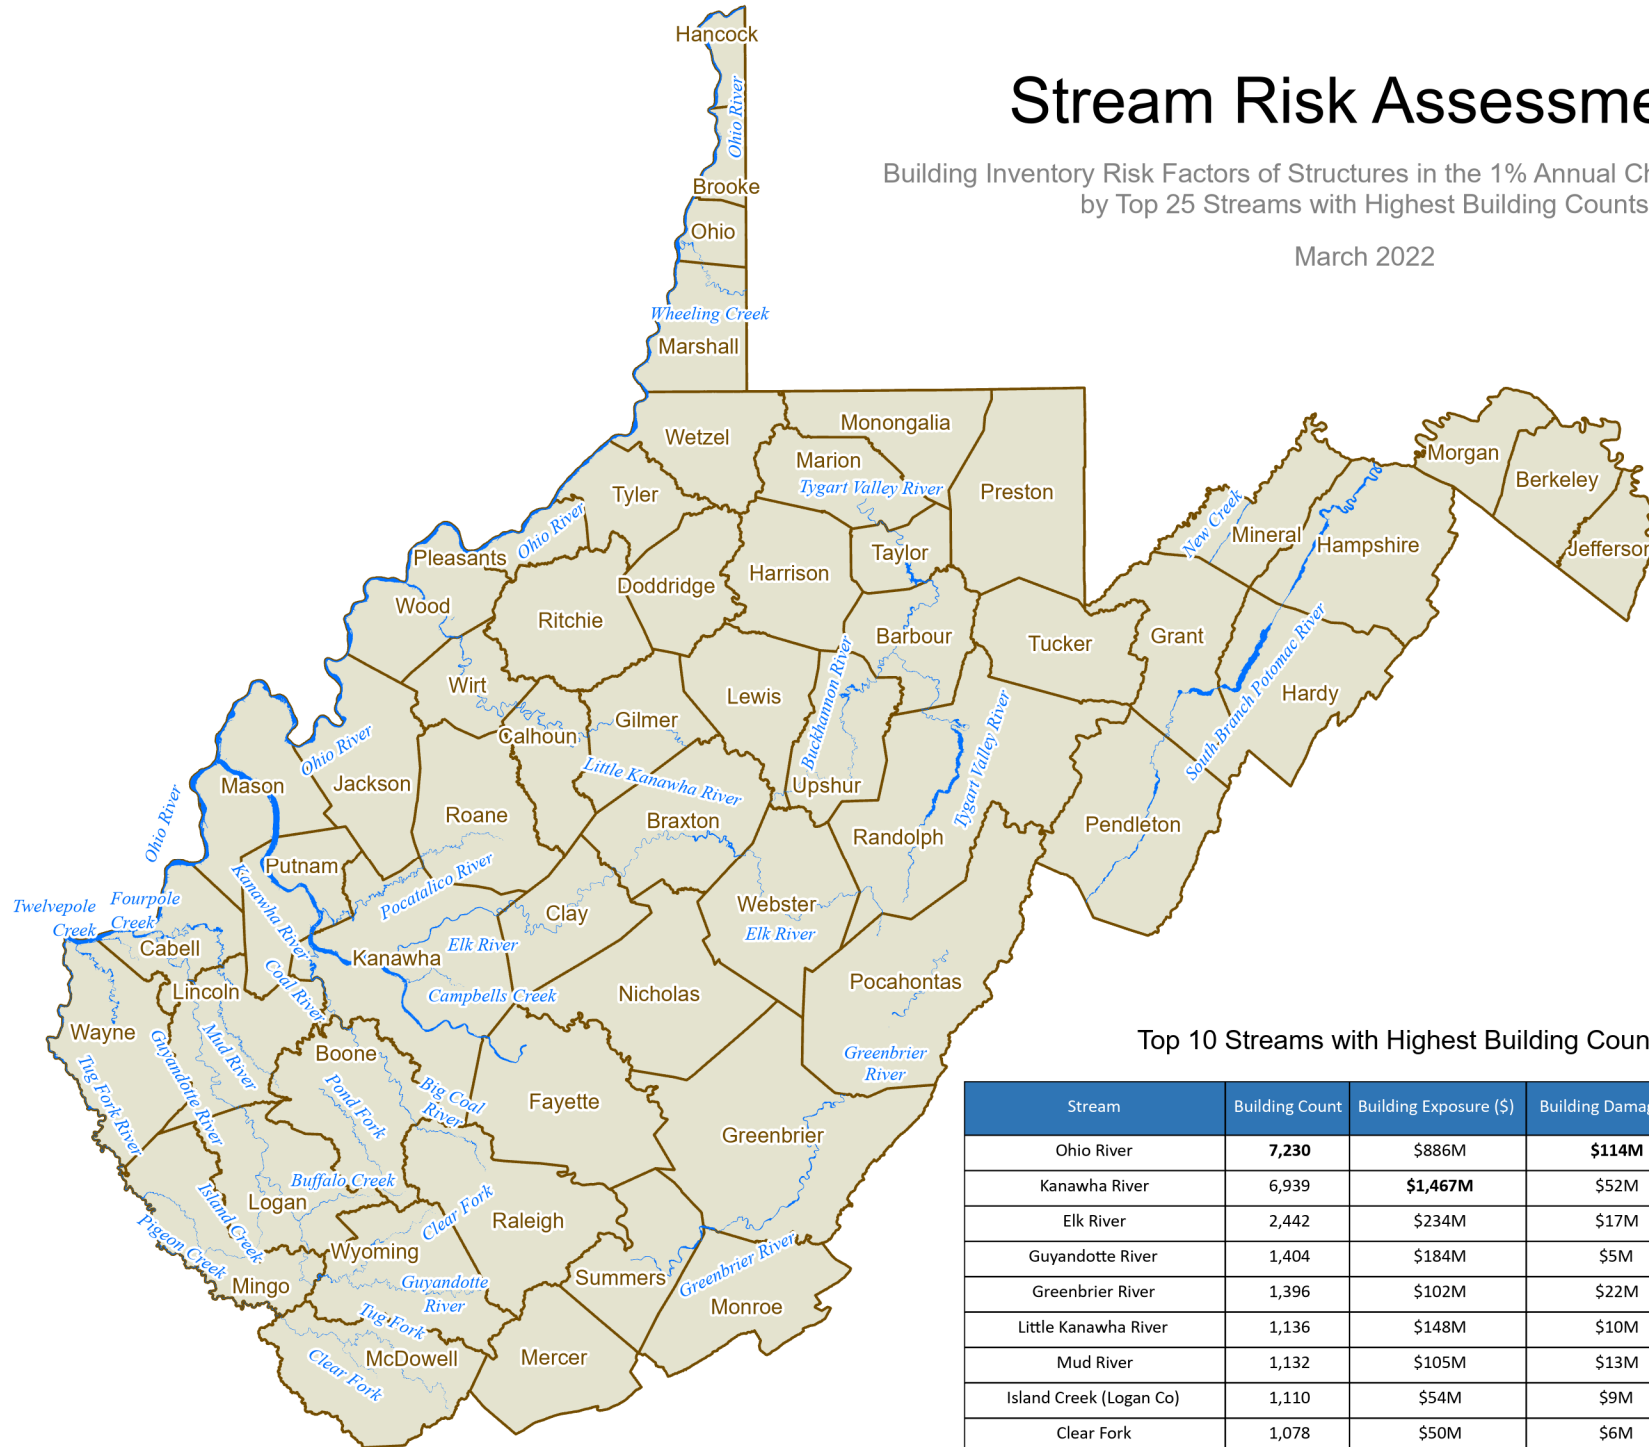 Stream Risk Assessme
Building Inventory Risk Factors of Structures in the 1% Annual Ch
by Top 25 Streams with Highest Building Counts
March 2022
Hancock
Ohio River
Brooke
Ohio
Wheeling Creek
Marshall
Wetzel
Monongalia
Marion
Tygart Valley River
Preston
Tyler
Ohio River
Pleasants
Doddridge
Harrison
Taylor
New Creek
Mineral
Hampshire
Morgan
Berkeley
Jefferson
Wood
Ritchie
Barbour
Tucker
Grant
Hardy
South Branch Potomac River
Wirt
Calhoun
Gilmer
Lewis
Buckhannon River
Upshur
Tygart Valley River
Little Kanawha River
Ohio River
Mason
Jackson
Roane
Braxton
Randolph
Pendleton
Ohio River
Putnam
Kanawha River
Pocatalico River
Twelvepole
Creek
Fourpole
Creek
Cabell
Clay
Elk River
Webster
Elk River
Kanawha
Coal River
Campbells Creek
Nicholas
Pocahontas
Lincoln
Wayne
Mud River
Guyandotte River
Tug Fork River
Boone
Pond Fork
Big Coal
River
Fayette
Greenbrier
River
Greenbrier
Buffalo Creek
Logan
Island Creek
Pigeon Creek
Clear Fork
Raleigh
Wyoming
Mingo
Guyandotte
River
Summers
Greenbrier River
Monroe
Tug Fork
McDowell
Clear Fork
Mercer
Top 10 Streams with Highest Building Coun
Stream Building Count Building Exposure ($) Building Damag
Ohio River 7,230 $886M $114M
Kanawha River 6,939 $1,467M $52M
Elk River 2,442 $234M $17M
Guyandotte River 1,404 $184M $5M
Greenbrier River 1,396 $102M $22M
Little Kanawha River 1,136 $148M $10M
Mud River 1,132 $105M $13M
Island Creek (Logan Co) 1,110 $54M $9M
Clear Fork 1,078 $50M $6M